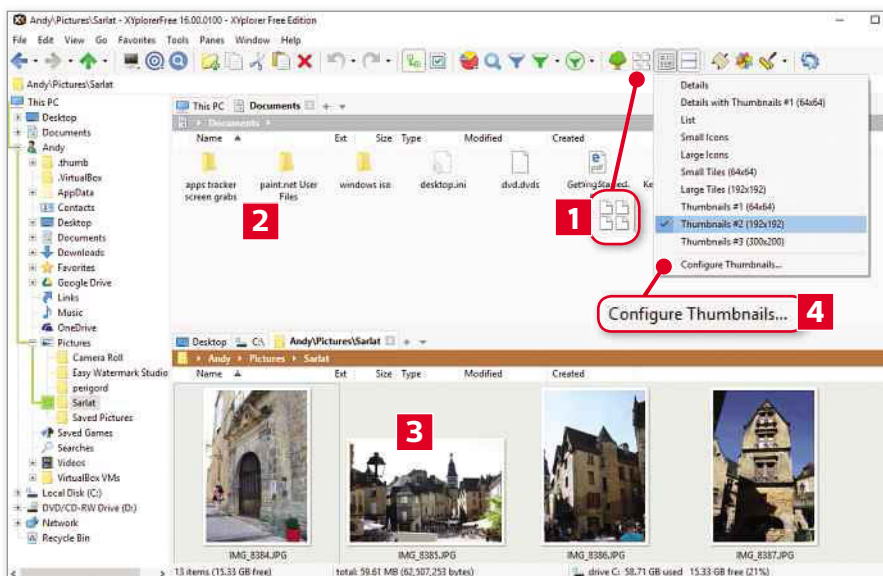 Andy\Pictures\Sarlat - XYplorerFree 16.00.0100 - XYplorer Free Edition
File Edit View Go Favorites Tools Panes Window Help
Andy\Pictures\Sarlat
This PC
Desktop
Documents
Andy
.thumb
.VirtualBox
AppData
Contacts
Desktop
Documents
Downloads
Favorites
Google Drive
Links
Music
OneDrive
Pictures
Camera Roll
Easy Watermark Studio
perigord
Sarlat
Saved Pictures
Saved Games
Searches
Videos
VirtualBox VMs
Local Disk (C:)
DVD/CD-RW Drive (D:)
Network
Recycle Bin
This PC Documents
Documents
Name Ext Size Type Modified Created
apps tracker screen grabs
paint.net User Files
windows iso
desktop.ini
dvd.dvds
GettingStarted.
2
1
Details
Details with Thumbnails #1 (64x64)
List
Small Icons
Large Icons
Small Tiles (64x64)
Large Tiles (192x192)
Thumbnails #1 (64x64)
Thumbnails #2 (192x192)
Thumbnails #3 (300x200)
Configure Thumbnails...
Configure Thumbnails... 4
Desktop C:\ Andy\Pictures\Sarlat
Andy Pictures Sarlat
Name Ext Size Type Modified Created
3
IMG_8384.JPG
IMG_8385.JPG
IMG_8386.JPG
IMG_8387.JPG
13 items (15.33 GB free) total: 59.61 MB (62,507,253 bytes) drive C: 58.71 GB used 15.33 GB free (21%)